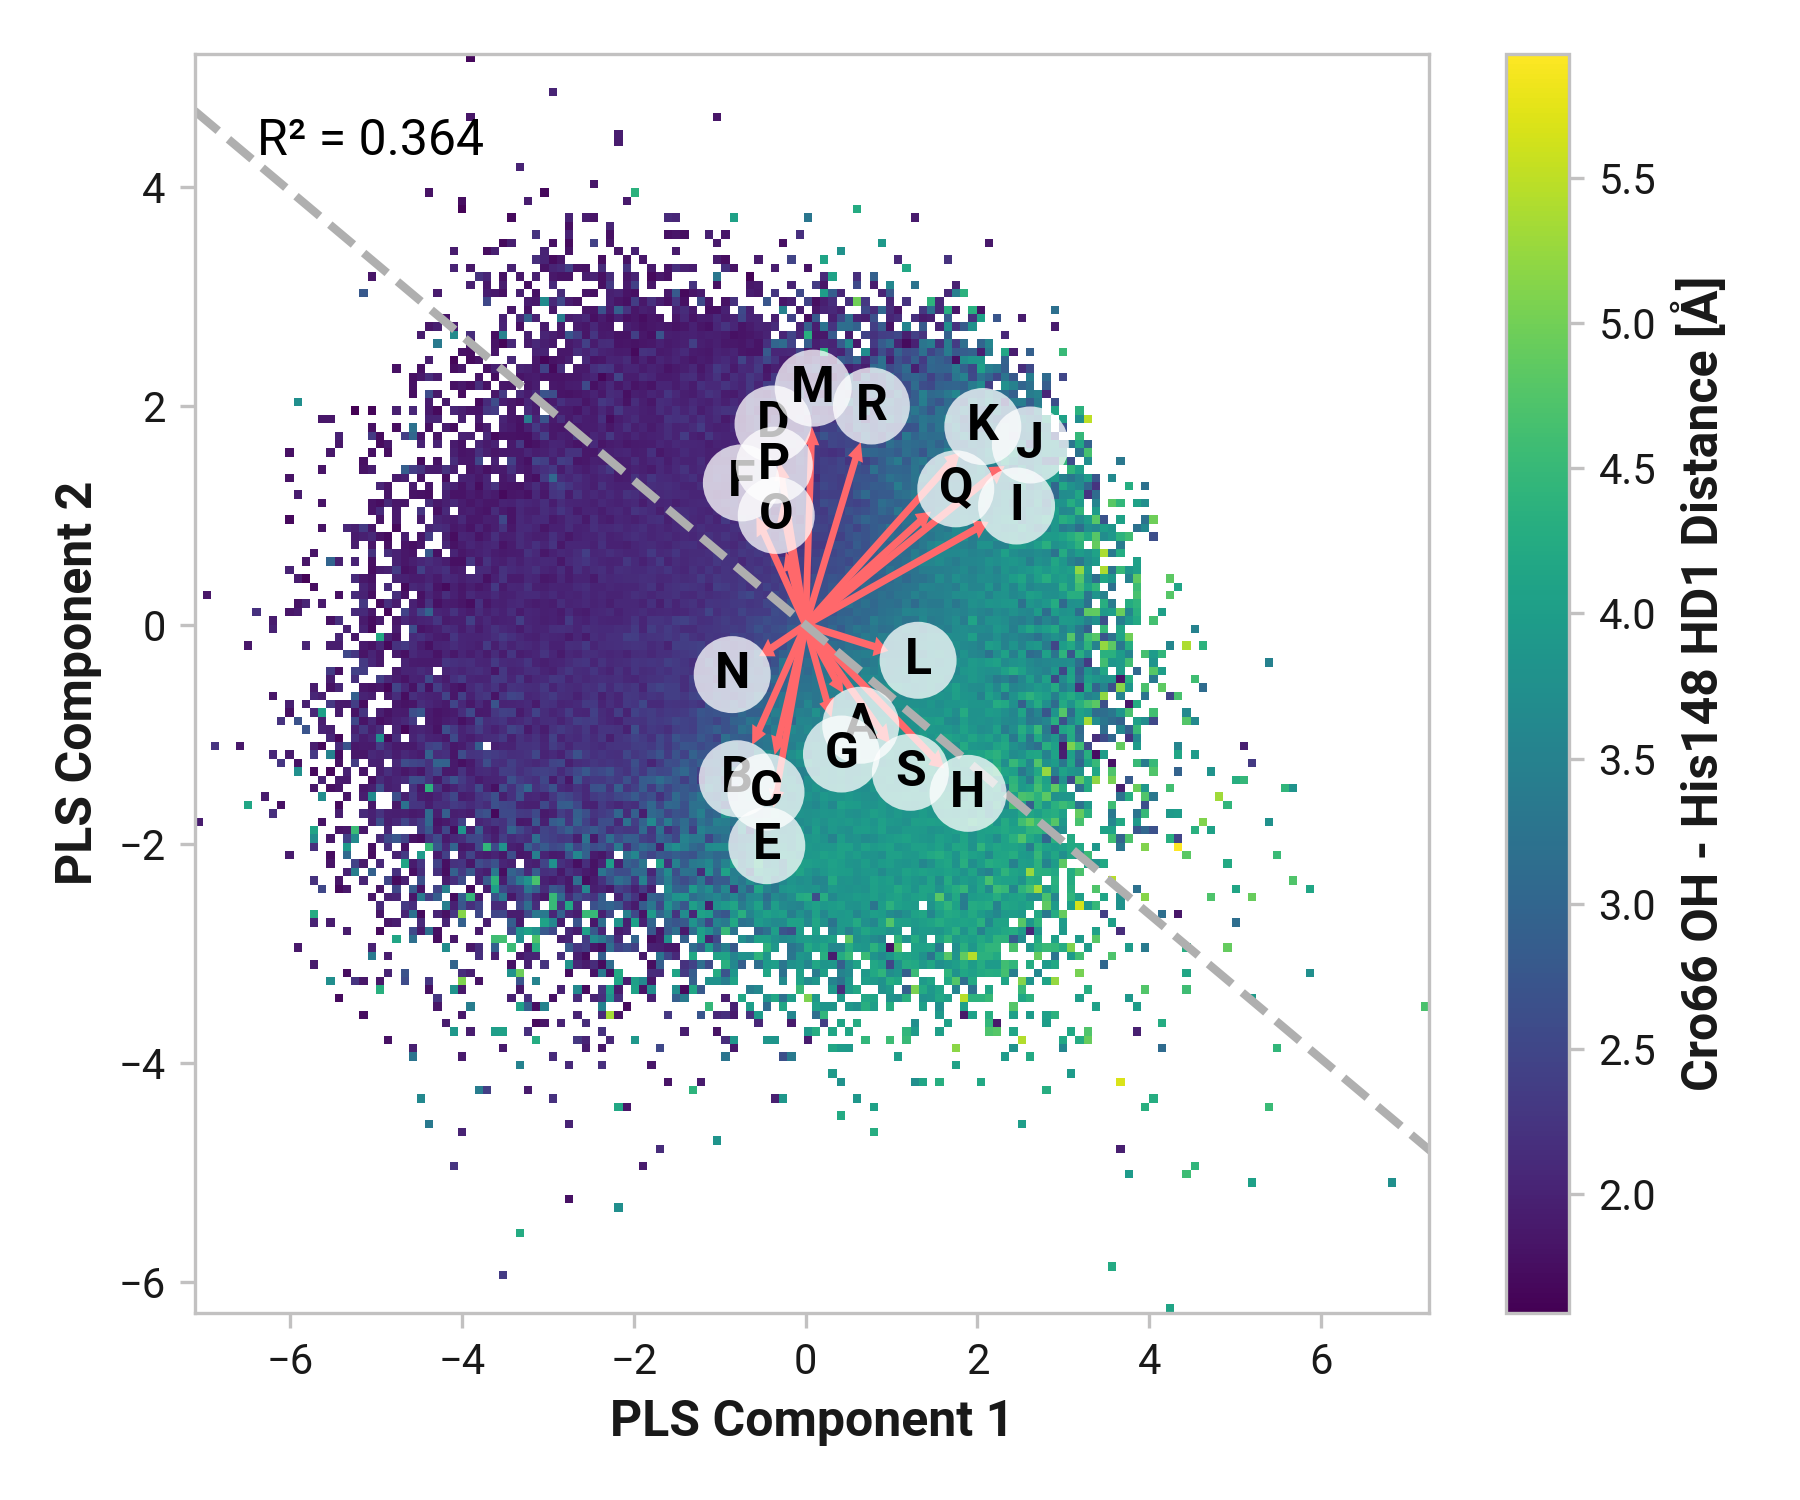 R² = 0.364
M
D
R
P
F
K
J
Q
I
O
N
L
A
G
B
C
S
H
E
4
2
0
−2
−4
−6
−6
−4
−2
0
2
4
6
PLS Component 1
PLS Component 2
5.5
5.0
4.5
4.0
3.5
3.0
2.5
2.0
Cro66 OH - His148 HD1 Distance [Å]